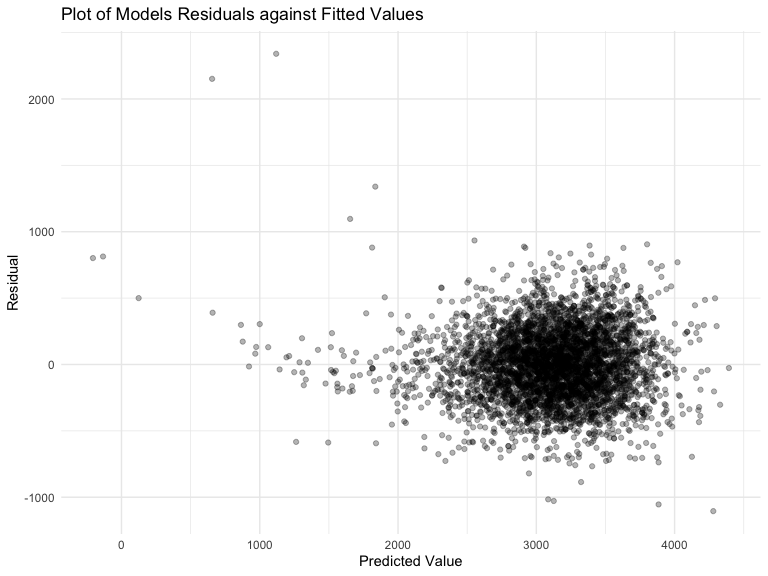 Plot of Models Residuals against Fitted Values
2000
1000
0
-1000
Residual
0 1000 2000 3000 4000
Predicted Value